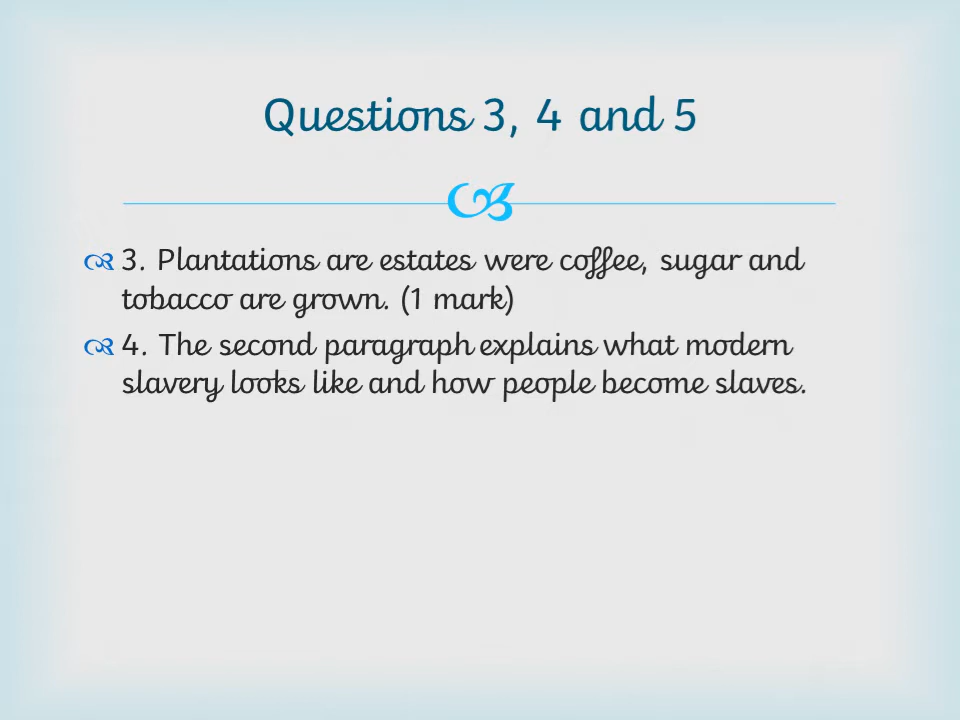 Questions 3, 4 and 5
3. Plantations are estates were coffee, sugar and
tobacco are grown. (1 mark)
4. The second paragraph explains what modern
slavery looks like and how people become slaves.